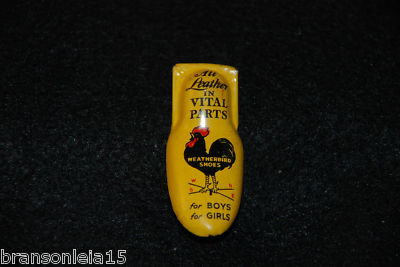 All
Leather
IN
VITAL
PARTS
WEATHERBIRD
SHOES
W N
S E
for BOYS
for GIRLS
bransonleia15